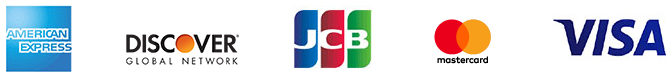 AMERICAN
EXPRESS
DISCOVER®
GLOBAL NETWORK
JCB
mastercard
VISA